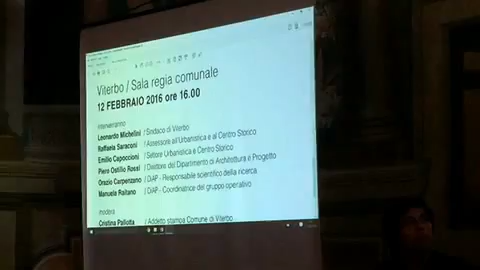 Viterbo / Sala regia comunale
12 FEBBRAIO 2016 ore 16.00
interverranno
Leonardo Michelini / Sindaco di Viterbo
Raffaela Saraconi / Assessore all'Urbanistica e al Centro Storico
Emilio Capoccioni / Settore Urbanistica e Centro Storico
Piero Ostilio Rossi / Direttore del Dipartimento di Architettura e Progetto
Orazio Carpenzano / DiAP - Responsabile scientifico della ricerca
Manuela Raitano / DiAP - Coordinatrice del gruppo operativo
modera
Cristina Pallotta / Addetto stampa Comune di Viterbo